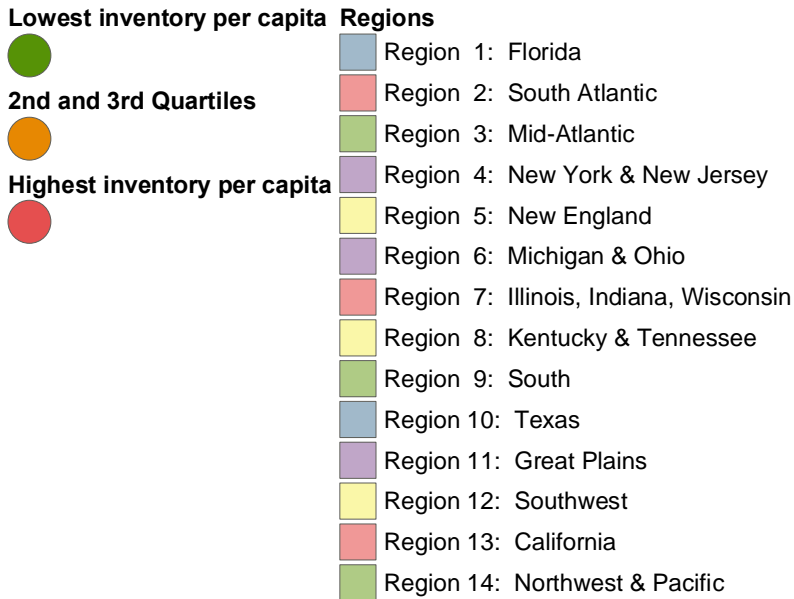 Lowest inventory per capita
2nd and 3rd Quartiles
Highest inventory per capita
Regions
Region 1: Florida
Region 2: South Atlantic
Region 3: Mid-Atlantic
Region 4: New York & New Jersey
Region 5: New England
Region 6: Michigan & Ohio
Region 7: Illinois, Indiana, Wisconsin
Region 8: Kentucky & Tennessee
Region 9: South
Region 10: Texas
Region 11: Great Plains
Region 12: Southwest
Region 13: California
Region 14: Northwest & Pacific